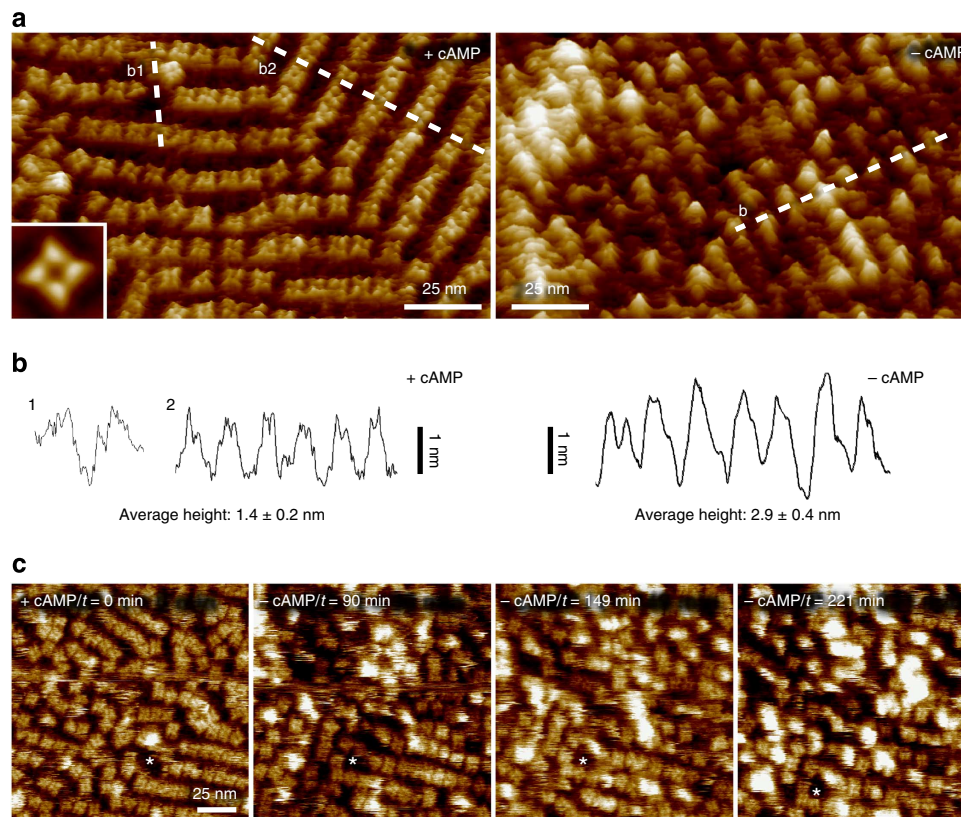 a
+ cAMP
b1
b2
25 nm
– cAMP
b
25 nm
b
+ cAMP
1
2
1 nm
Average height: 1.4 ± 0.2 nm
– cAMP
1 nm
Average height: 2.9 ± 0.4 nm
c
+ cAMP/t = 0 min
*
25 nm
– cAMP/t = 90 min
*
– cAMP/t = 149 min
*
– cAMP/t = 221 min
*